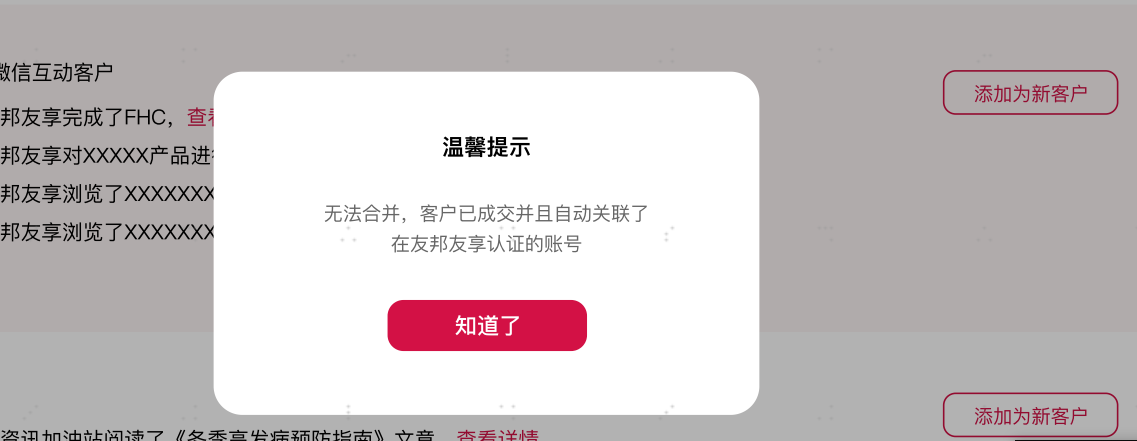 微信互动客户
添加为新客户
邦友享完成了FHC，查看
邦友享对XXXXX产品进行
邦友享浏览了XXXXXXX
邦友享浏览了XXXXXXX
温馨提示
无法合并，客户已成交并且自动关联了
在友邦友享认证的账号
知道了
添加为新客户
资讯加油站阅读了《冬季高发病预防指南》文章，查看详情